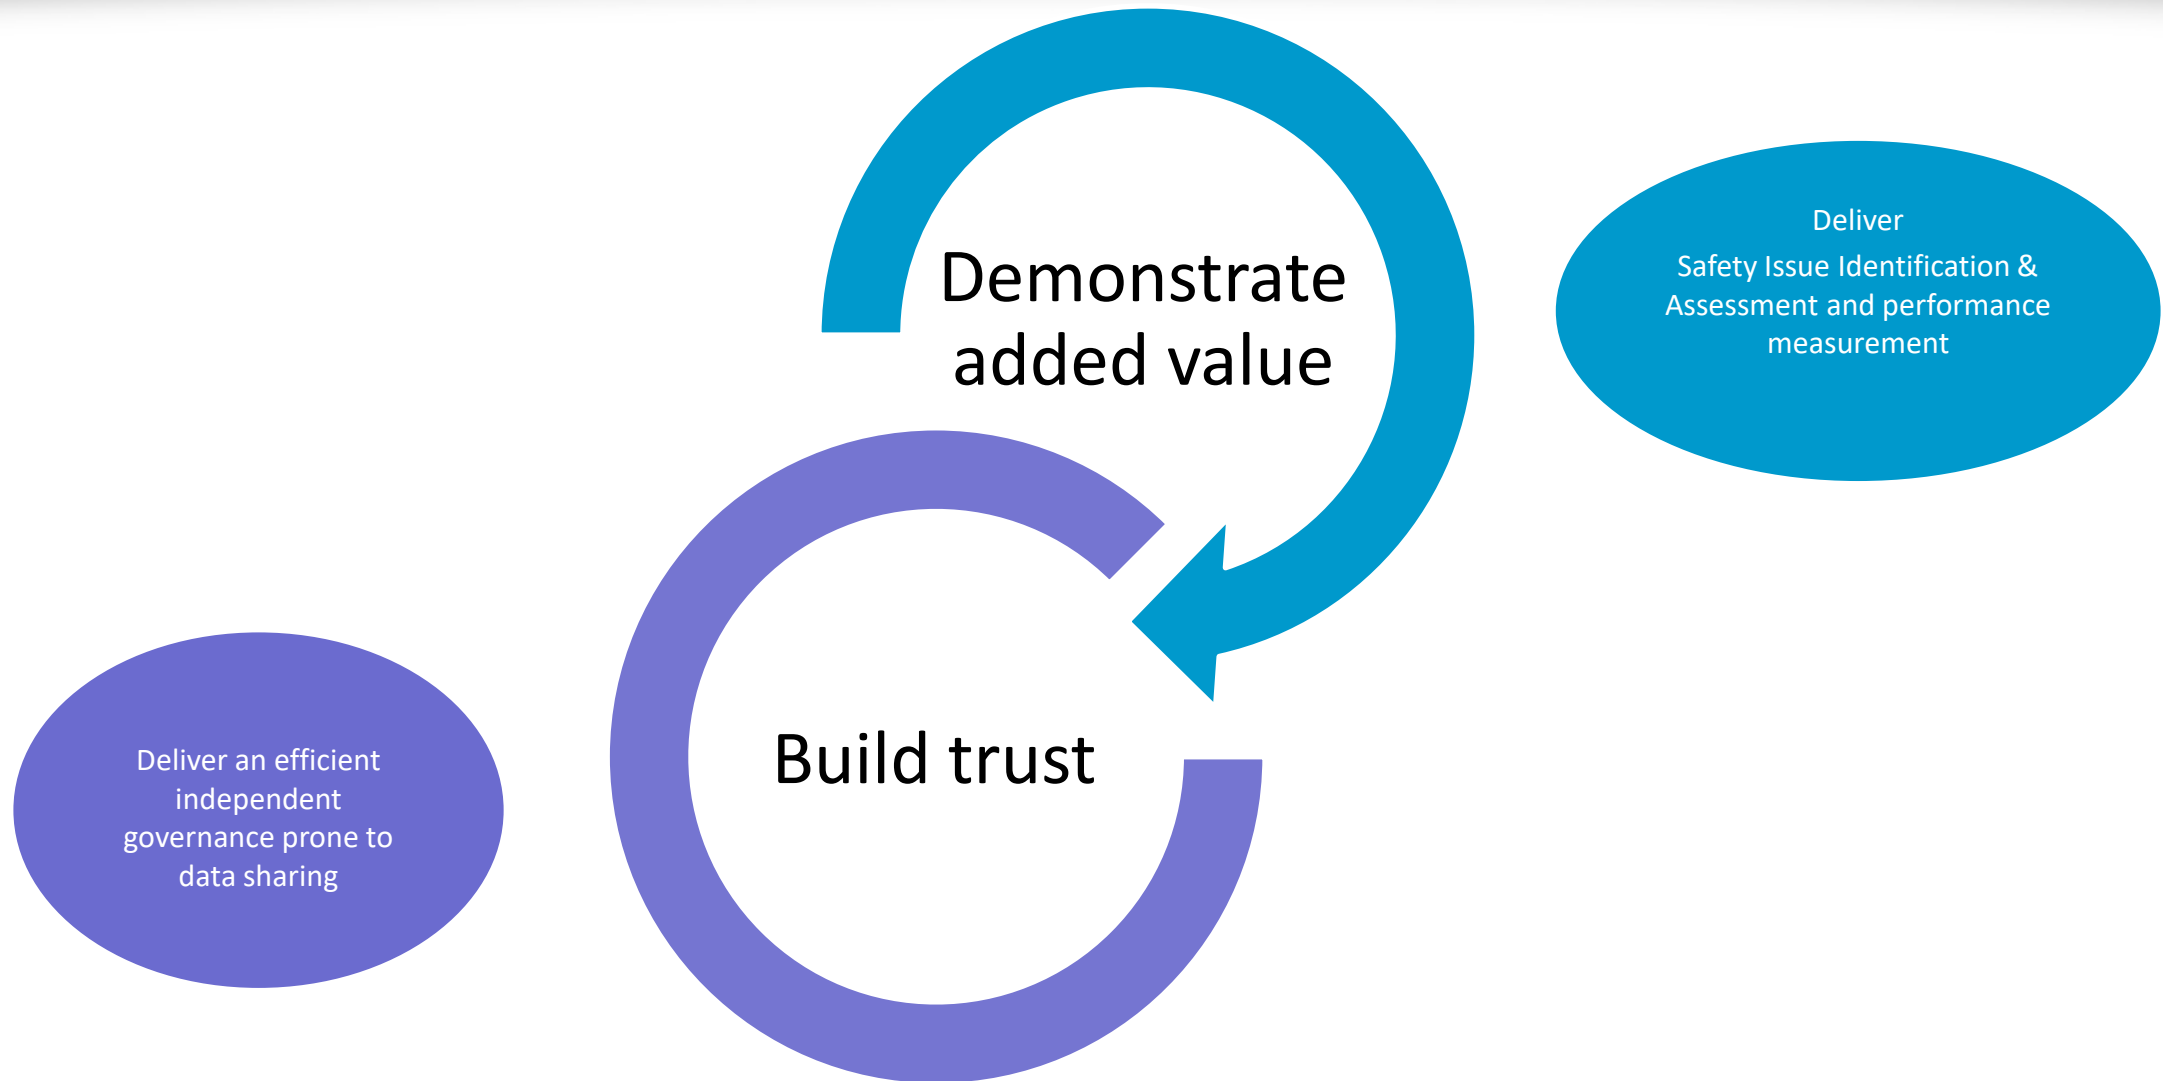 Demonstrate
added value
Deliver
Safety Issue Identification &
Assessment and performance
measurement
Build trust
Deliver an efficient
independent
governance prone to
data sharing